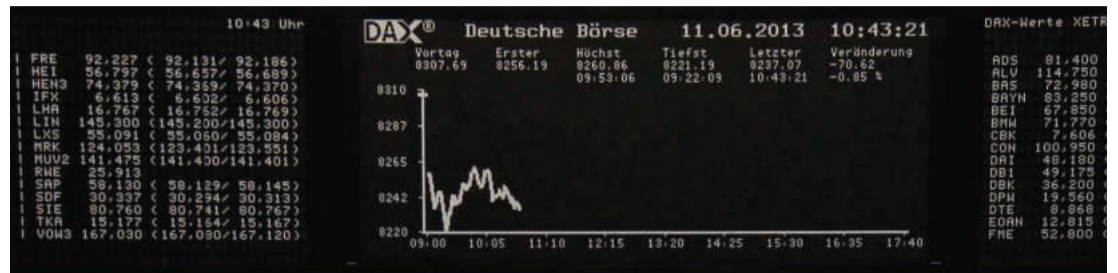 10:43 Uhr
FRE 92,227 ( 92,131/ 92,186)
HEI 56,797 ( 56,657/ 56,689)
HEN3 74,379 ( 74,369/ 74,370)
IFX 6,613 ( 6,602/ 6,606)
LHA 16,767 ( 16,762/ 16,769)
LIN 145,300 (145,200/145,300)
LXS 55,091 ( 55,060/ 55,084)
MRK 124,053 (123,401/123,551)
MUV2 141,475 (141,400/141,401)
RWE 25,913
SAP 58,130 ( 58,129/ 58,145)
SDF 30,337 ( 30,294/ 30,313)
SIE 80,760 ( 80,741/ 80,767)
TKA 15,177 ( 15,164/ 15,167)
VOW3 167,030 (167,080/167,120)
DAX® Deutsche Börse 11.06.2013 10:43:21
Vortag Erster Höchst Tiefst Letzter Veränderung
8307.69 8256.19 8260.86 8221.19 8237.07 -70.62
09:53:06 09:22:09 10:43:21 -0.85 %
8310
8287
8265
8242
8220
09:00 10:05 11:10 12:15 13:20 14:25 15:30 16:35 17:40
DAX-Werte XETR
ADS 81,400
ALV 114,750
BAS 72,980
BAYN 83,250
BEI 67,850
BMW 71,770
CBK 7,606
CON 100,950
DAI 48,180
DB1 49,175
DBK 36,200
DPW 19,560
DTE 8,868
EOAN 12,815
FME 52,800